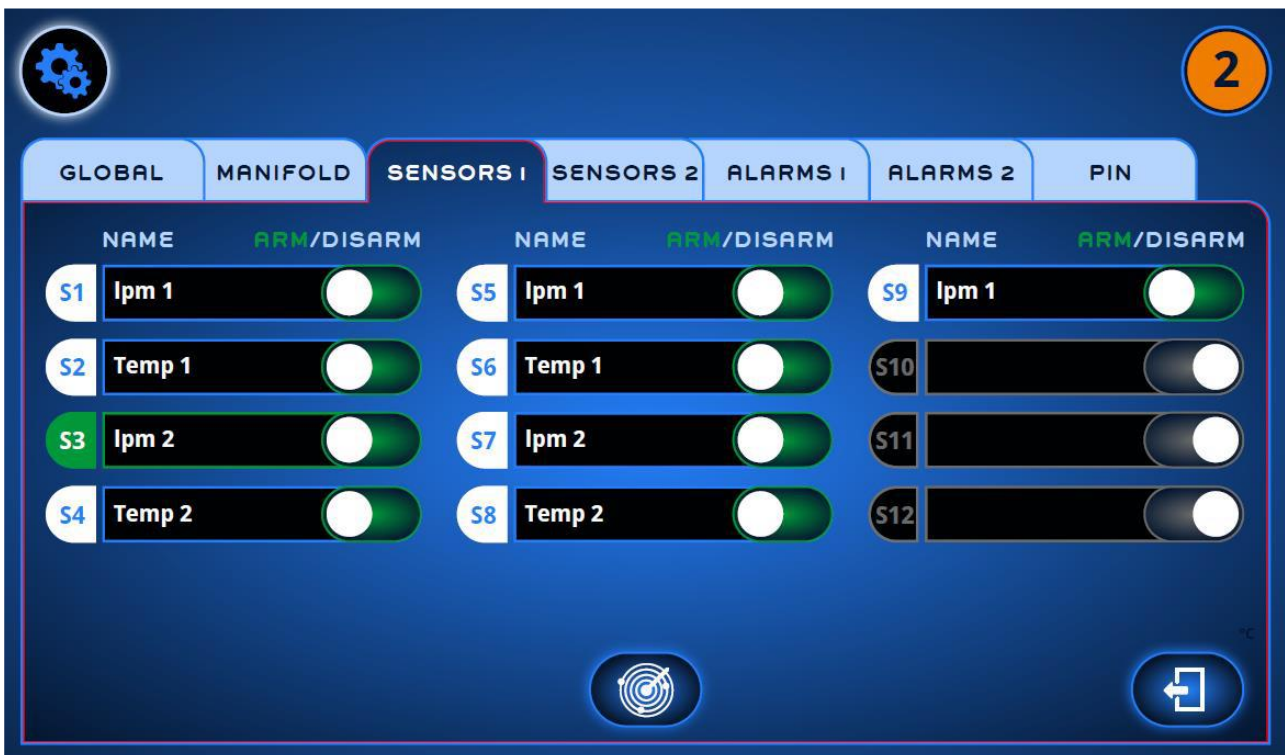 2
GLOBAL MANIFOLD SENSORS 1 SENSORS 2 ALARMS 1 ALARMS 2 PIN
NAME ARM/DISARM NAME ARM/DISARM NAME ARM/DISARM
S1 lpm 1 S5 lpm 1 S9 lpm 1
S2 Temp 1 S6 Temp 1 S10
S3 lpm 2 S7 lpm 2 S11
S4 Temp 2 S8 Temp 2 S12
°C